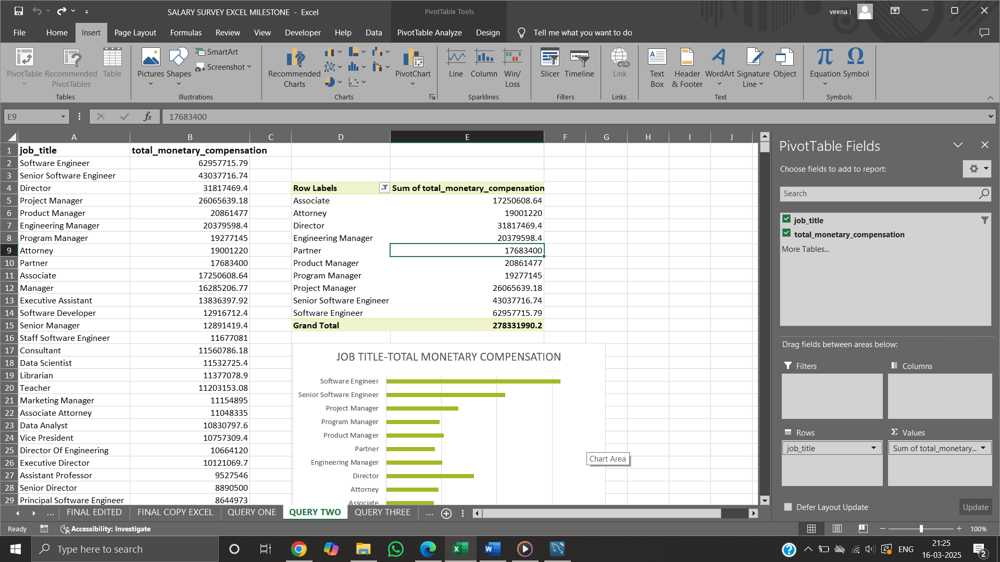 SALARY SURVEY EXCEL MILESTONE - Excel
PivotTable Tools
veena !
File Home Insert Page Layout Formulas Review View Developer Help Data PivotTable Analyze Design Tell me what you want to do
PivotTable
Recommended PivotTables
Table
Tables
Pictures
Shapes
SmartArt
Screenshot
Illustrations
Recommended Charts
PivotChart
Charts
Line
Column
Win/Loss
Sparklines
Slicer
Timeline
Filters
Link
Links
Text Box
Header & Footer
WordArt
Signature Line
Object
Text
Equation
Symbol
Symbols
E9
fx
17683400
A B C D E F G H I J
1 job_title total_monetary_compensation
2 Software Engineer 62957715.79
3 Senior Software Engineer 43037716.74
4 Director 31817469.4 Row Labels Sum of total_monetary_compensation
5 Project Manager 26065639.18 Associate 17250608.64
6 Product Manager 20861477 Attorney 19001220
7 Engineering Manager 20379598.4 Director 31817469.4
8 Program Manager 19277145 Engineering Manager 20379598.4
9 Attorney 19001220 Partner 17683400
10 Partner 17683400 Product Manager 20861477
11 Associate 17250608.64 Program Manager 19277145
12 Manager 16285206.77 Project Manager 26065639.18
13 Executive Assistant 13836397.92 Senior Software Engineer 43037716.74
14 Software Developer 12916712.4 Software Engineer 62957715.79
15 Senior Manager 12891419.4 Grand Total 278331990.2
16 Staff Software Engineer 11677081
17 Consultant 11560786.18
18 Data Scientist 11532725.4
19 Librarian 11377078.9
20 Teacher 11203153.08
21 Marketing Manager 11154895
22 Associate Attorney 11048335
23 Data Analyst 10830797.6
24 Vice President 10757309.4
25 Director Of Engineering 10664120
26 Executive Director 10121069.7
27 Assistant Professor 9527546
28 Senior Director 8890500
29 Principal Software Engineer 8644973
JOB TITLE-TOTAL MONETARY COMPENSATION
Software Engineer
Senior Software Engineer
Project Manager
Program Manager
Product Manager
Partner
Engineering Manager
Director
Attorney
Associate
Chart Area
PivotTable Fields
Choose fields to add to report:
Search
job_title
total_monetary_compensation
More Tables...
Drag fields between areas below:
Filters
Columns
Rows
Σ Values
job_title
Sum of total_monetary...
Defer Layout Update
Update
... FINAL EDITED FINAL COPY EXCEL QUERY ONE QUERY TWO QUERY THREE ...
Ready
Accessibility: Investigate
100%
Type here to search
ENG
21:25
16-03-2025
2